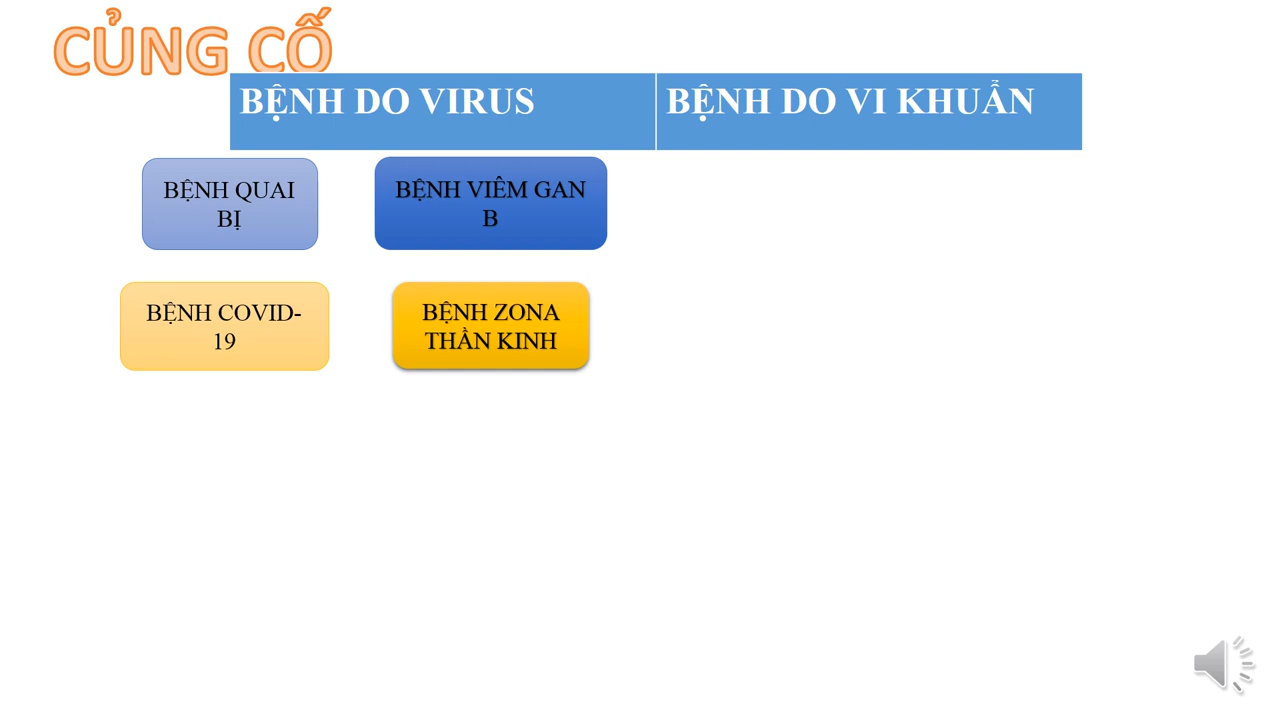 CỦNG CỐ
BỆNH DO VIRUS
BỆNH DO VI KHUẨN
BỆNH QUAI
BỊ
BỆNH VIÊM GAN
B
BỆNH COVID-
19
BỆNH ZONA
THẦN KINH